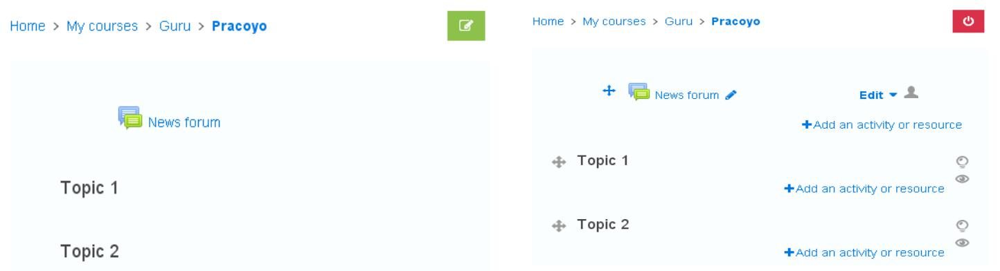 Home > My courses > Guru > Pracoyo
News forum
Topic 1
Topic 2
Home > My courses > Guru > Pracoyo
News forum
Edit
Add an activity or resource
Topic 1
Add an activity or resource
Topic 2
Add an activity or resource